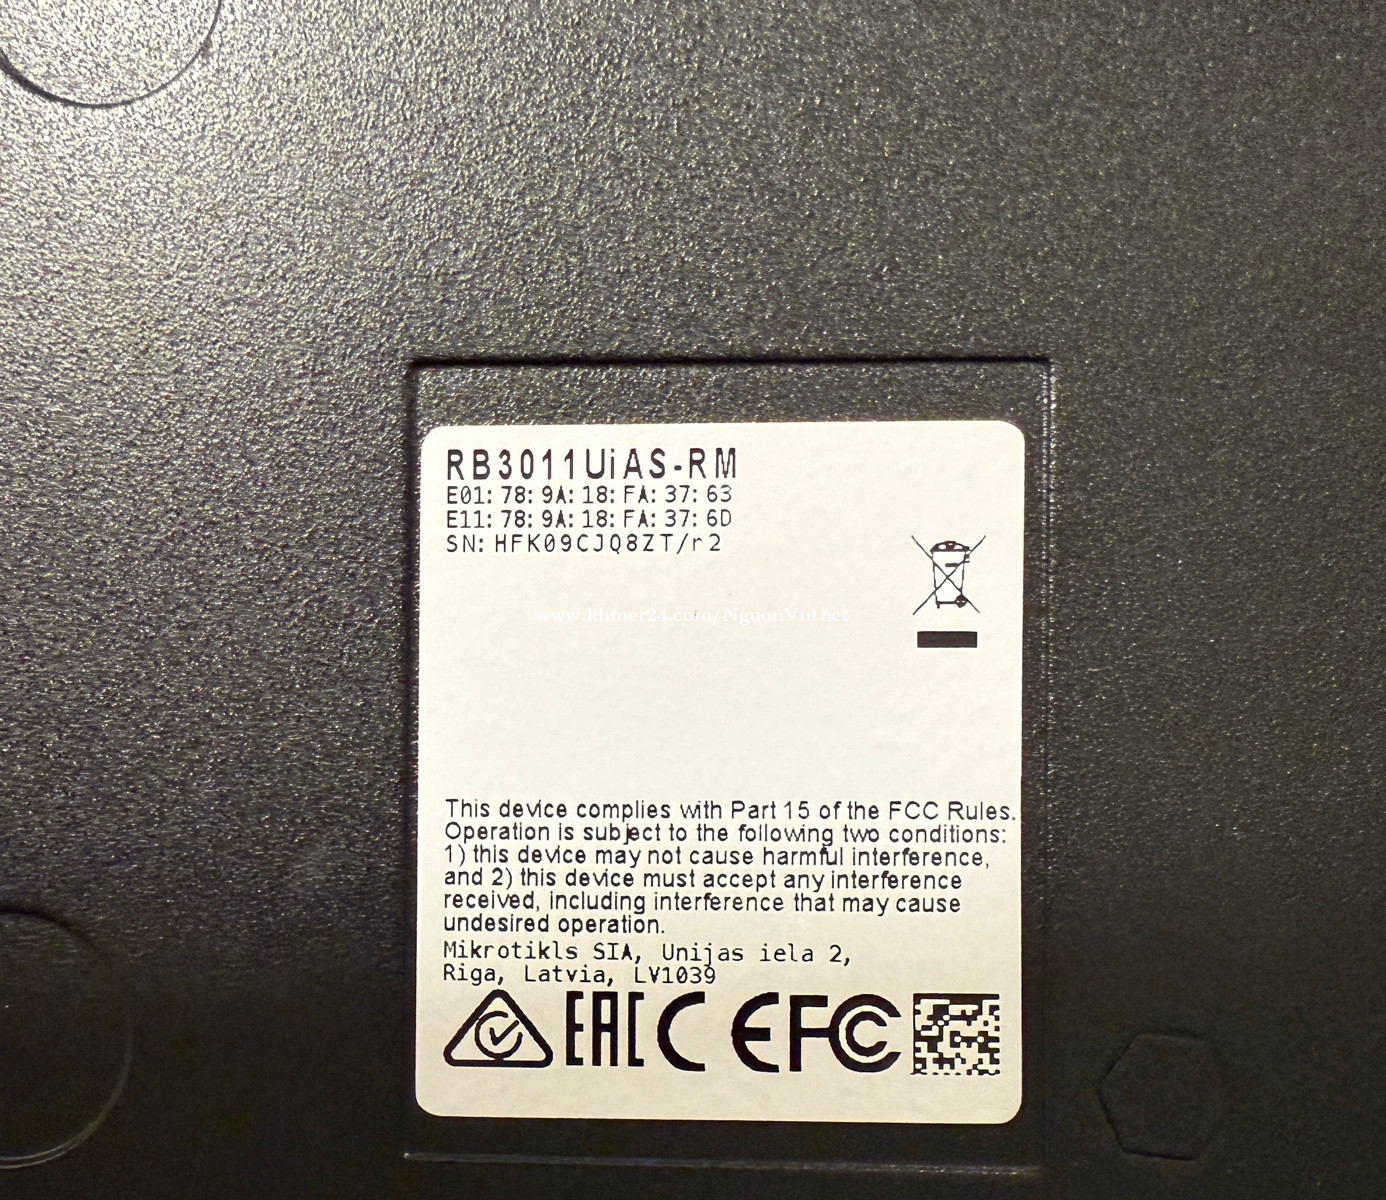 RB3011UiAS-RM
E01:78:9A:18:FA:37:63
E11:78:9A:18:FA:37:6D
SN:HFK09CJQ8ZT/r2
www.khmer24.com/NguonVuthet
This device complies with Part 15 of the FCC Rules.
Operation is subject to the following two conditions:
1) this device may not cause harmful interference,
and 2) this device must accept any interference
received, including interference that may cause
undesired operation.
Mikrotikls SIA, Unijas iela 2,
Riga, Latvia, LV1039
EAC CE FCC